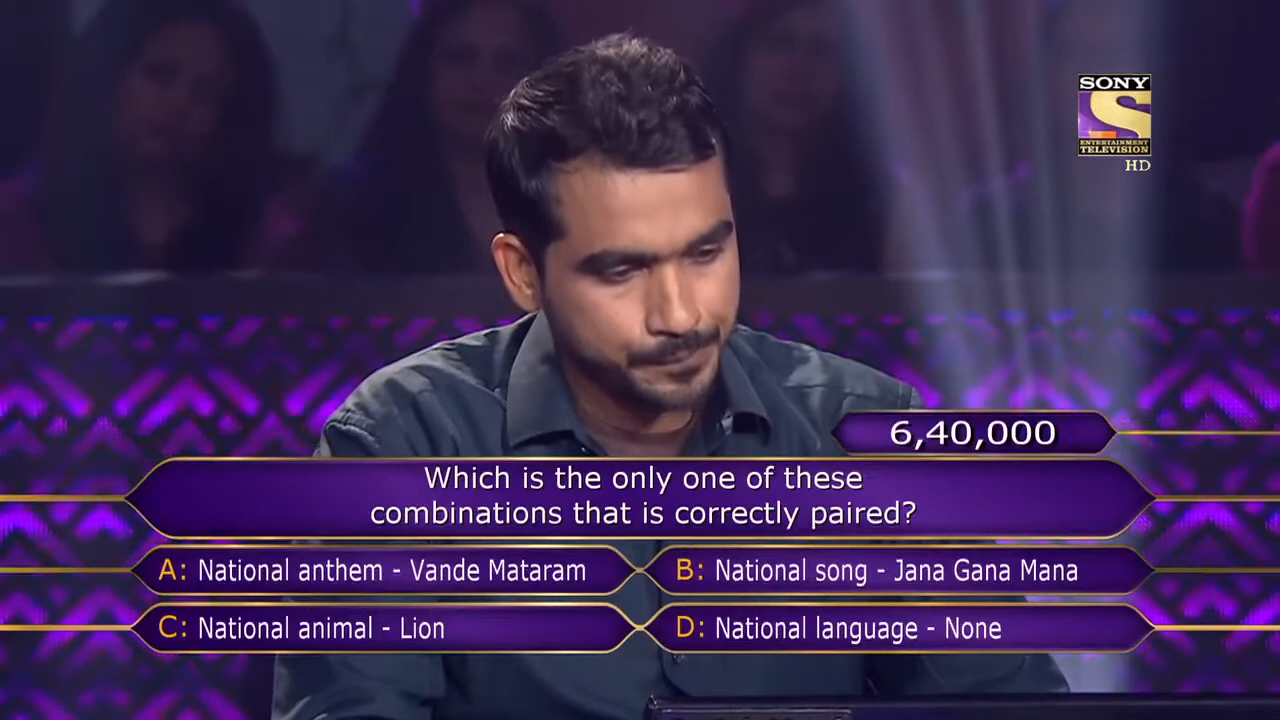 SONY
S
ENTERTAINMENT
TELEVISION
HD
6,40,000
Which is the only one of these
combinations that is correctly paired?
A: National anthem - Vande Mataram
B: National song - Jana Gana Mana
C: National animal - Lion
D: National language - None